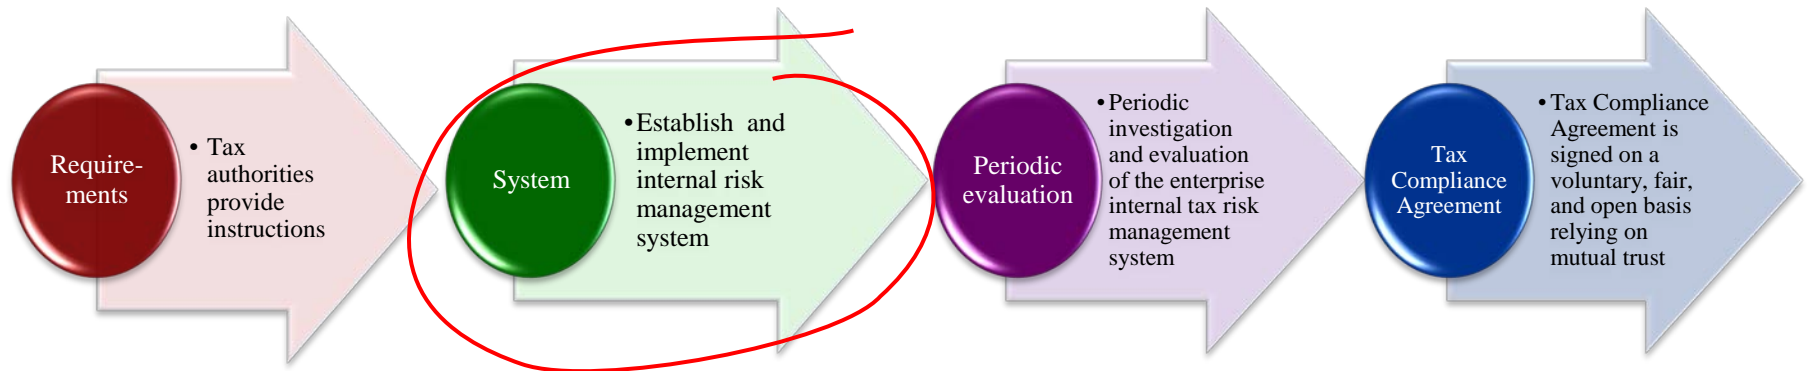 Require-
ments
• Tax
authorities
provide
instructions
System
• Establish and
implement
internal risk
management
system
Periodic
evaluation
• Periodic
investigation
and evaluation
of the enterprise
internal tax risk
management
system
Tax
Compliance
Agreement
• Tax Compliance
Agreement is
signed on a
voluntary, fair,
and open basis
relying on
mutual trust